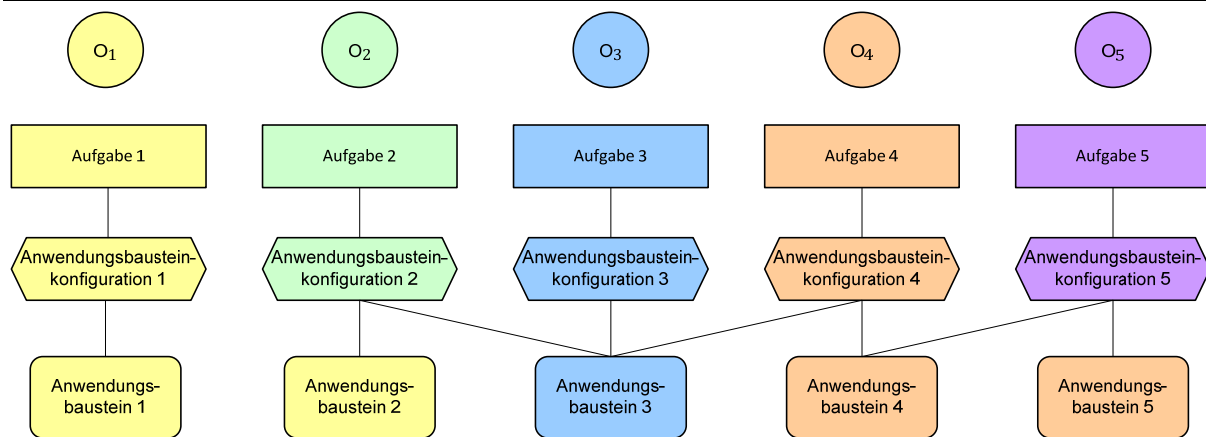 O₁
O₂
O₃
O₄
O₅
Aufgabe 1
Aufgabe 2
Aufgabe 3
Aufgabe 4
Aufgabe 5
Anwendungsbaustein-
konfiguration 1
Anwendungsbaustein-
konfiguration 2
Anwendungsbaustein-
konfiguration 3
Anwendungsbaustein-
konfiguration 4
Anwendungsbaustein-
konfiguration 5
Anwendungs-
baustein 1
Anwendungs-
baustein 2
Anwendungs-
baustein 3
Anwendungs-
baustein 4
Anwendungs-
baustein 5